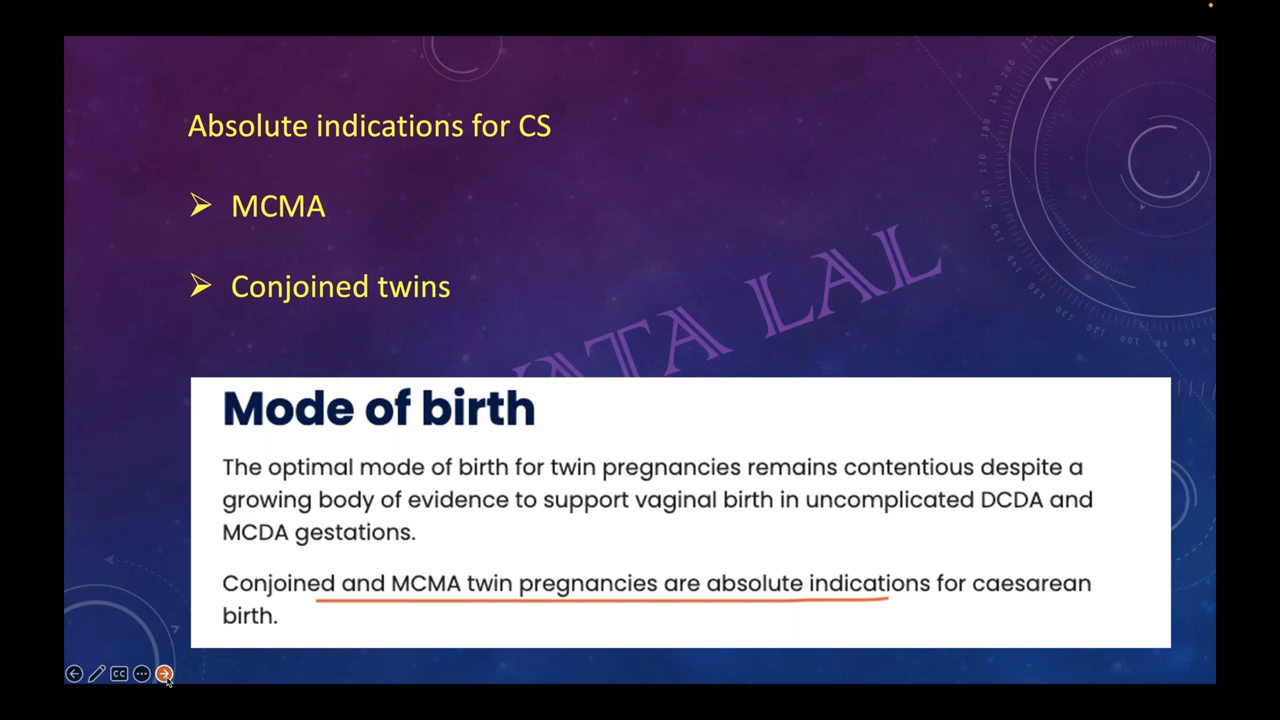 Absolute indications for CS
MCMA
Conjoined twins
LAL
Mode of birth
The optimal mode of birth for twin pregnancies remains contentious despite a
growing body of evidence to support vaginal birth in uncomplicated DCDA and
MCDA gestations.
Conjoined and MCMA twin pregnancies are absolute indications for caesarean
birth.
CC